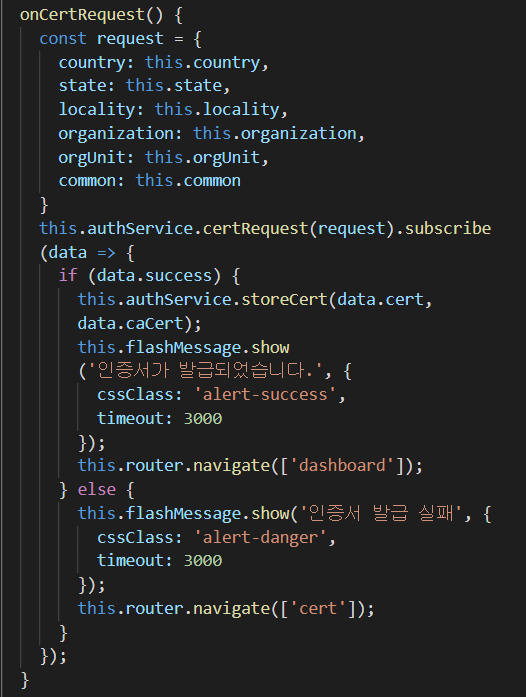 onCertRequest() {
const request = {
country: this.country,
state: this.state,
locality: this.locality,
organization: this.organization,
orgUnit: this.orgUnit,
common: this.common
}
this.authService.certRequest(request).subscribe
(data => {
if (data.success) {
this.authService.storeCert(data.cert,
data.caCert);
this.flashMessage.show
('인증서가 발급되었습니다.', {
cssClass: 'alert-success',
timeout: 3000
});
this.router.navigate(['dashboard']);
} else {
this.flashMessage.show('인증서 발급 실패', {
cssClass: 'alert-danger',
timeout: 3000
});
this.router.navigate(['cert']);
}
});
}